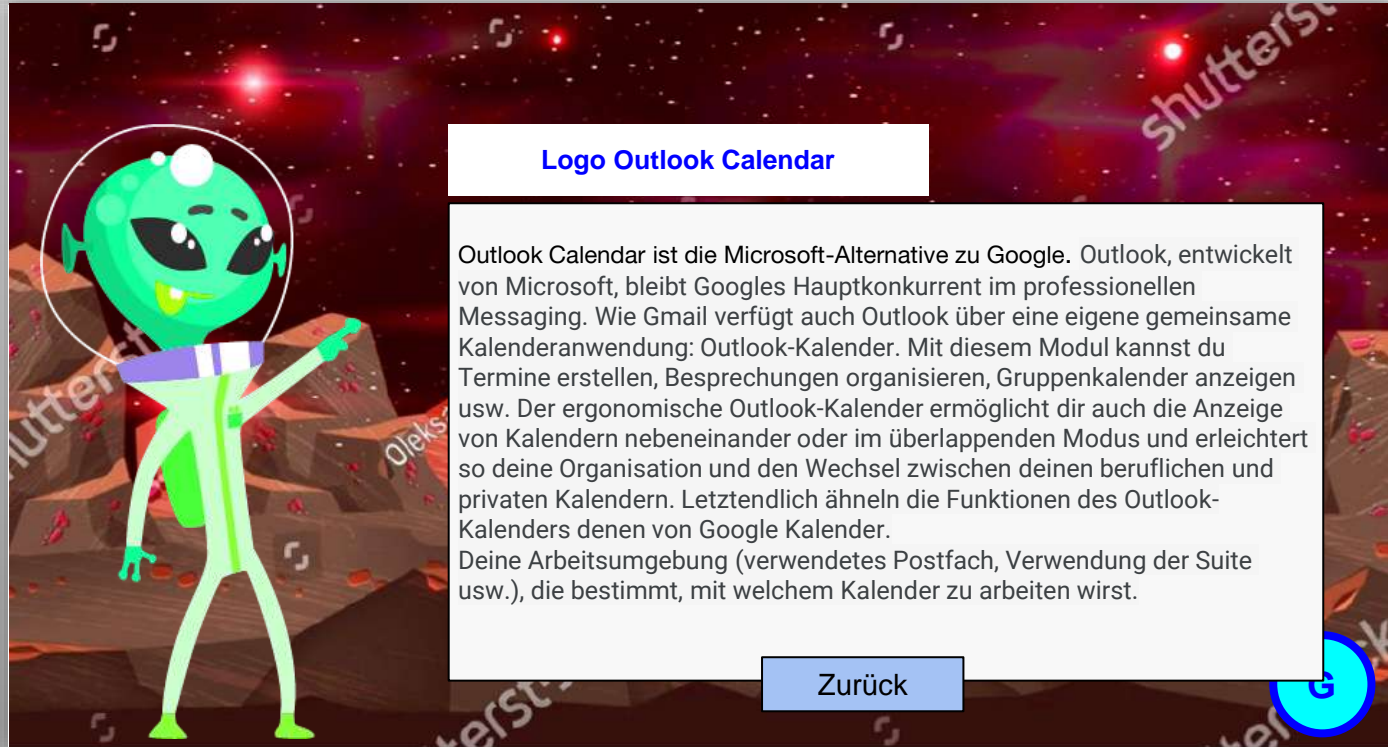 shutterst
Logo Outlook Calendar
Outlook Calendar ist die Microsoft-Alternative zu Google. Outlook, entwickelt
von Microsoft, bleibt Googles Hauptkonkurrent im professionellen
Messaging. Wie Gmail verfügt auch Outlook über eine eigene gemeinsame
Kalenderanwendung: Outlook-Kalender. Mit diesem Modul kannst du
Termine erstellen, Besprechungen organisieren, Gruppenkalender anzeigen
usw. Der ergonomische Outlook-Kalender ermöglicht dir auch die Anzeige
von Kalendern nebeneinander oder im überlappenden Modus und erleichtert
so deine Organisation und den Wechsel zwischen deinen beruflichen und
privaten Kalendern. Letztendlich ähneln die Funktionen des Outlook-
Kalenders denen von Google Kalender.
Deine Arbeitsumgebung (verwendetes Postfach, Verwendung der Suite
usw.), die bestimmt, mit welchem Kalender zu arbeiten wirst.
utterst
Oleks
Zurück
G
terst